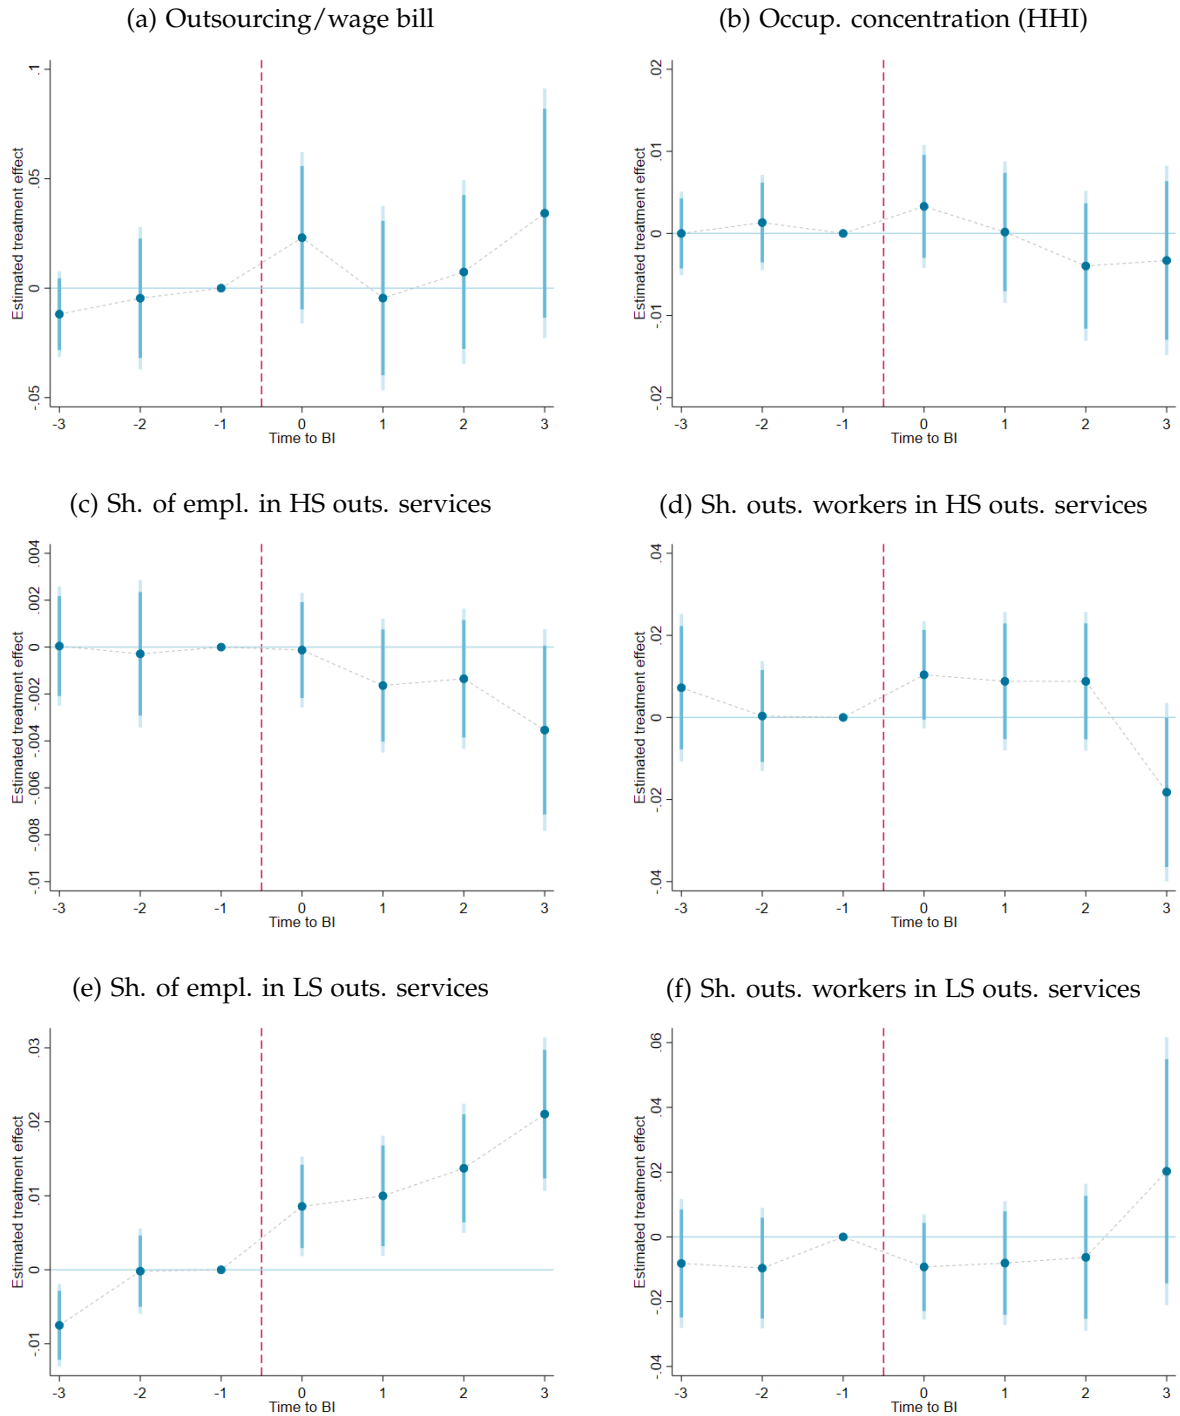 (a) Outsourcing/wage bill
Estimated treatment effect
.1
.05
0
-.05
-3 -2 -1 0 1 2 3
Time to BI
(b) Occup. concentration (HHI)
Estimated treatment effect
.02
.01
0
-.01
-.02
-3 -2 -1 0 1 2 3
Time to BI
(c) Sh. of empl. in HS outs. services
Estimated treatment effect
.004
.002
0
-.002
-.004
-.006
-.008
-.01
-3 -2 -1 0 1 2 3
Time to BI
(d) Sh. outs. workers in HS outs. services
Estimated treatment effect
.04
.02
0
-.02
-.04
-3 -2 -1 0 1 2 3
Time to BI
(e) Sh. of empl. in LS outs. services
Estimated treatment effect
.03
.02
.01
0
-.01
-3 -2 -1 0 1 2 3
Time to BI
(f) Sh. outs. workers in LS outs. services
Estimated treatment effect
.06
.04
.02
0
-.02
-.04
-3 -2 -1 0 1 2 3
Time to BI